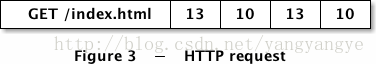 GET /index.html 13 10 13 10
http://blog.csdn.net/yangyangye
Figure 3 — HTTP request